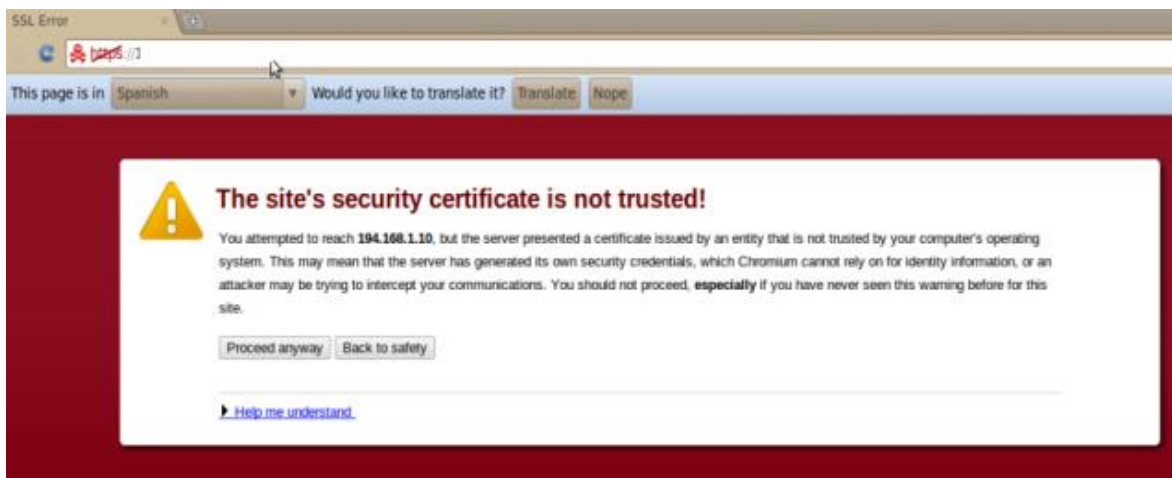 SSL Error
https://
This page is in Spanish Would you like to translate it? Translate Nope
The site's security certificate is not trusted!
You attempted to reach 194.168.1.10, but the server presented a certificate issued by an entity that is not trusted by your computer's operating
system. This may mean that the server has generated its own security credentials, which Chromium cannot rely on for identity information, or an
attacker may be trying to intercept your communications. You should not proceed, especially if you have never seen this warning before for this
site.
Proceed anyway Back to safety
Help me understand